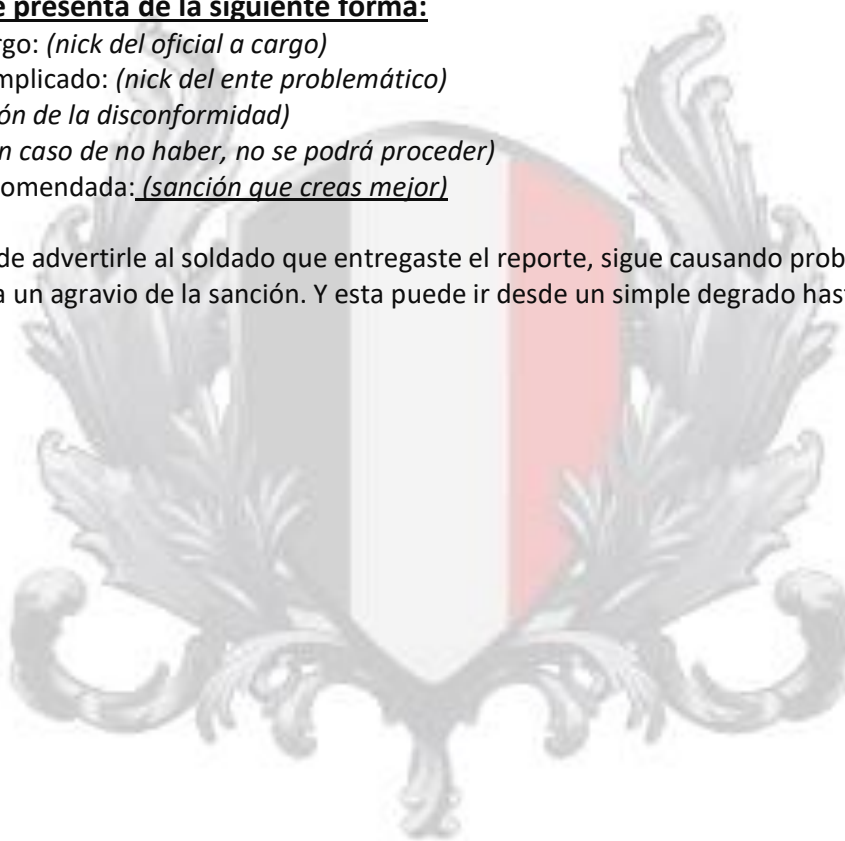 e presenta de la siguiente forma:
rgo: (nick del oficial a cargo)
mplicado: (nick del ente problemático)
ón de la disconformidad)
n caso de no haber, no se podrá proceder)
comendada: (sanción que creas mejor)
de advertirle al soldado que entregaste el reporte, sigue causando prob
a un agravio de la sanción. Y esta puede ir desde un simple degrado hast